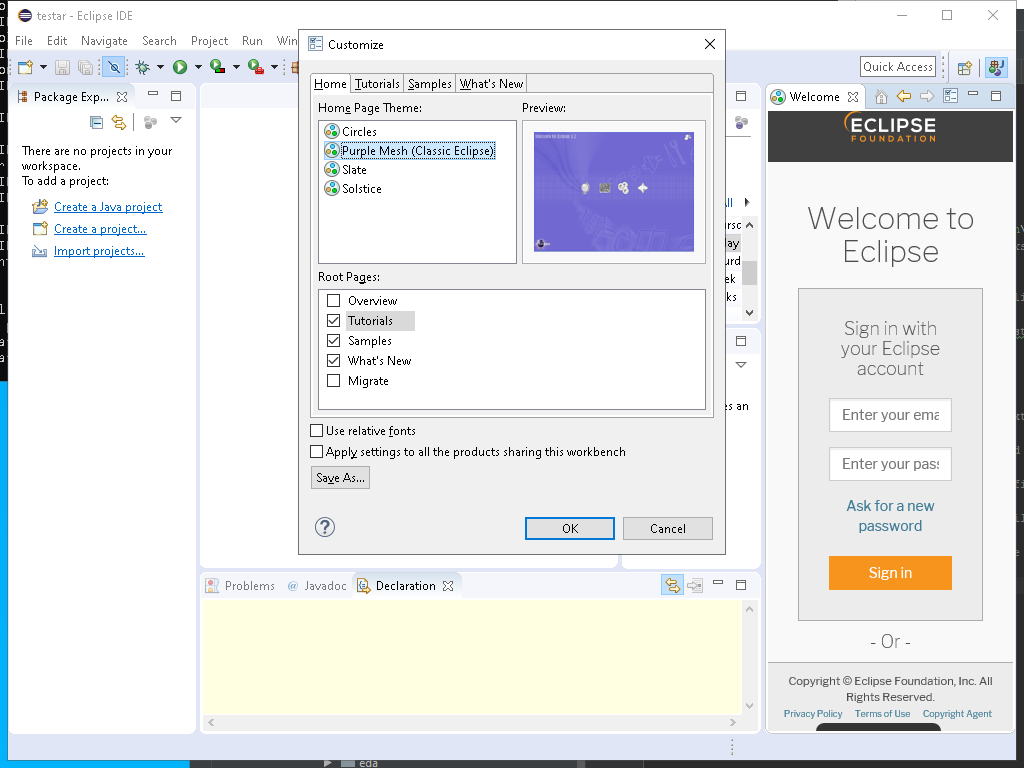 testar - Eclipse IDE
File Edit Navigate Search Project Run Win
Quick Access
Package Exp...
There are no projects in your
workspace.
To add a project:
Create a Java project
Create a project...
Import projects...
Customize
Home Tutorials Samples What's New
Home Page Theme:
Circles
Purple Mesh (Classic Eclipse)
Slate
Solstice
Preview:
Root Pages:
Overview
Tutorials
Samples
What's New
Migrate
Use relative fonts
Apply settings to all the products sharing this workbench
Save As...
OK Cancel
Problems @ Javadoc Declaration
Welcome
ECLIPSE
FOUNDATION
Welcome to
Eclipse
Sign in with
your Eclipse
account
Enter your ema
Enter your pass
Ask for a new
password
Sign in
- Or -
Copyright © Eclipse Foundation, Inc. All
Rights Reserved.
Privacy Policy Terms of Use Copyright Agent
eda